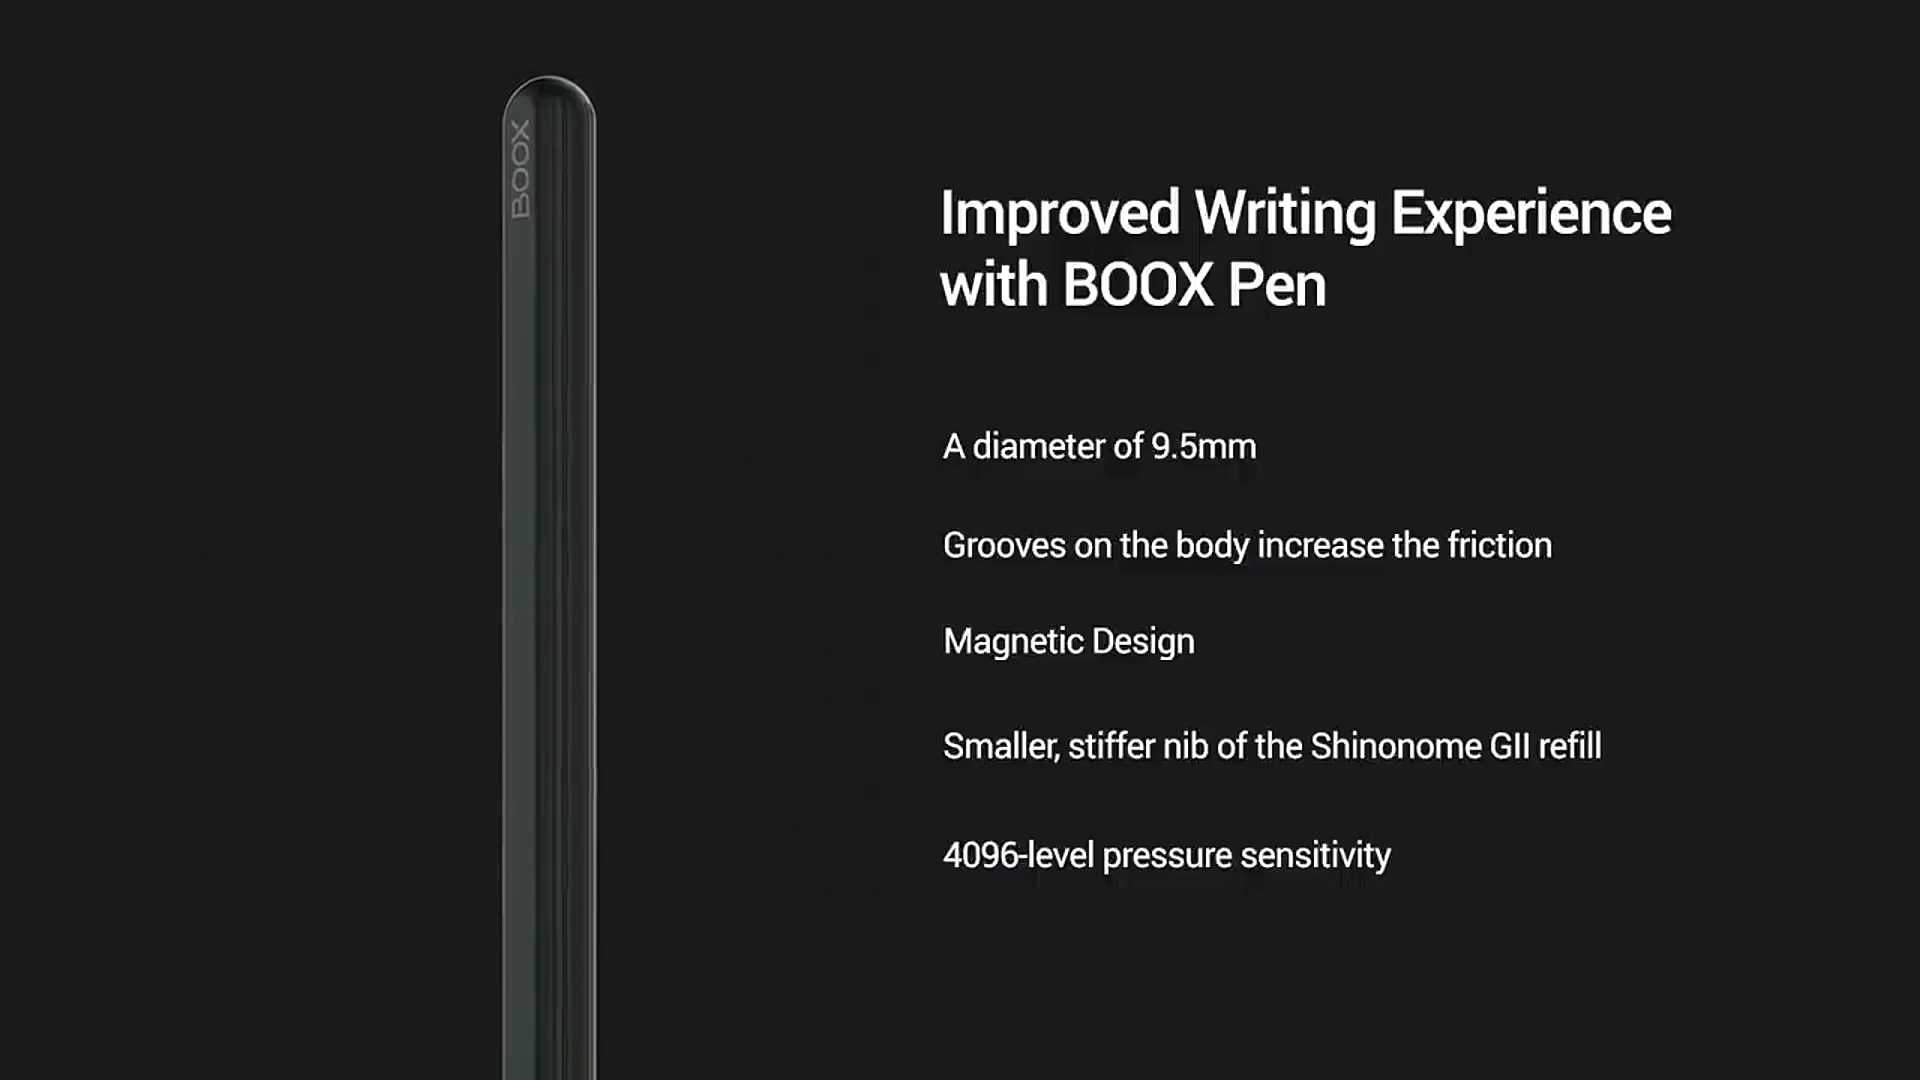 BOOX
Improved Writing Experience
with BOOX Pen
A diameter of 9.5mm
Grooves on the body increase the friction
Magnetic Design
Smaller, stiffer nib of the Shinonome GII refill
4096-level pressure sensitivity